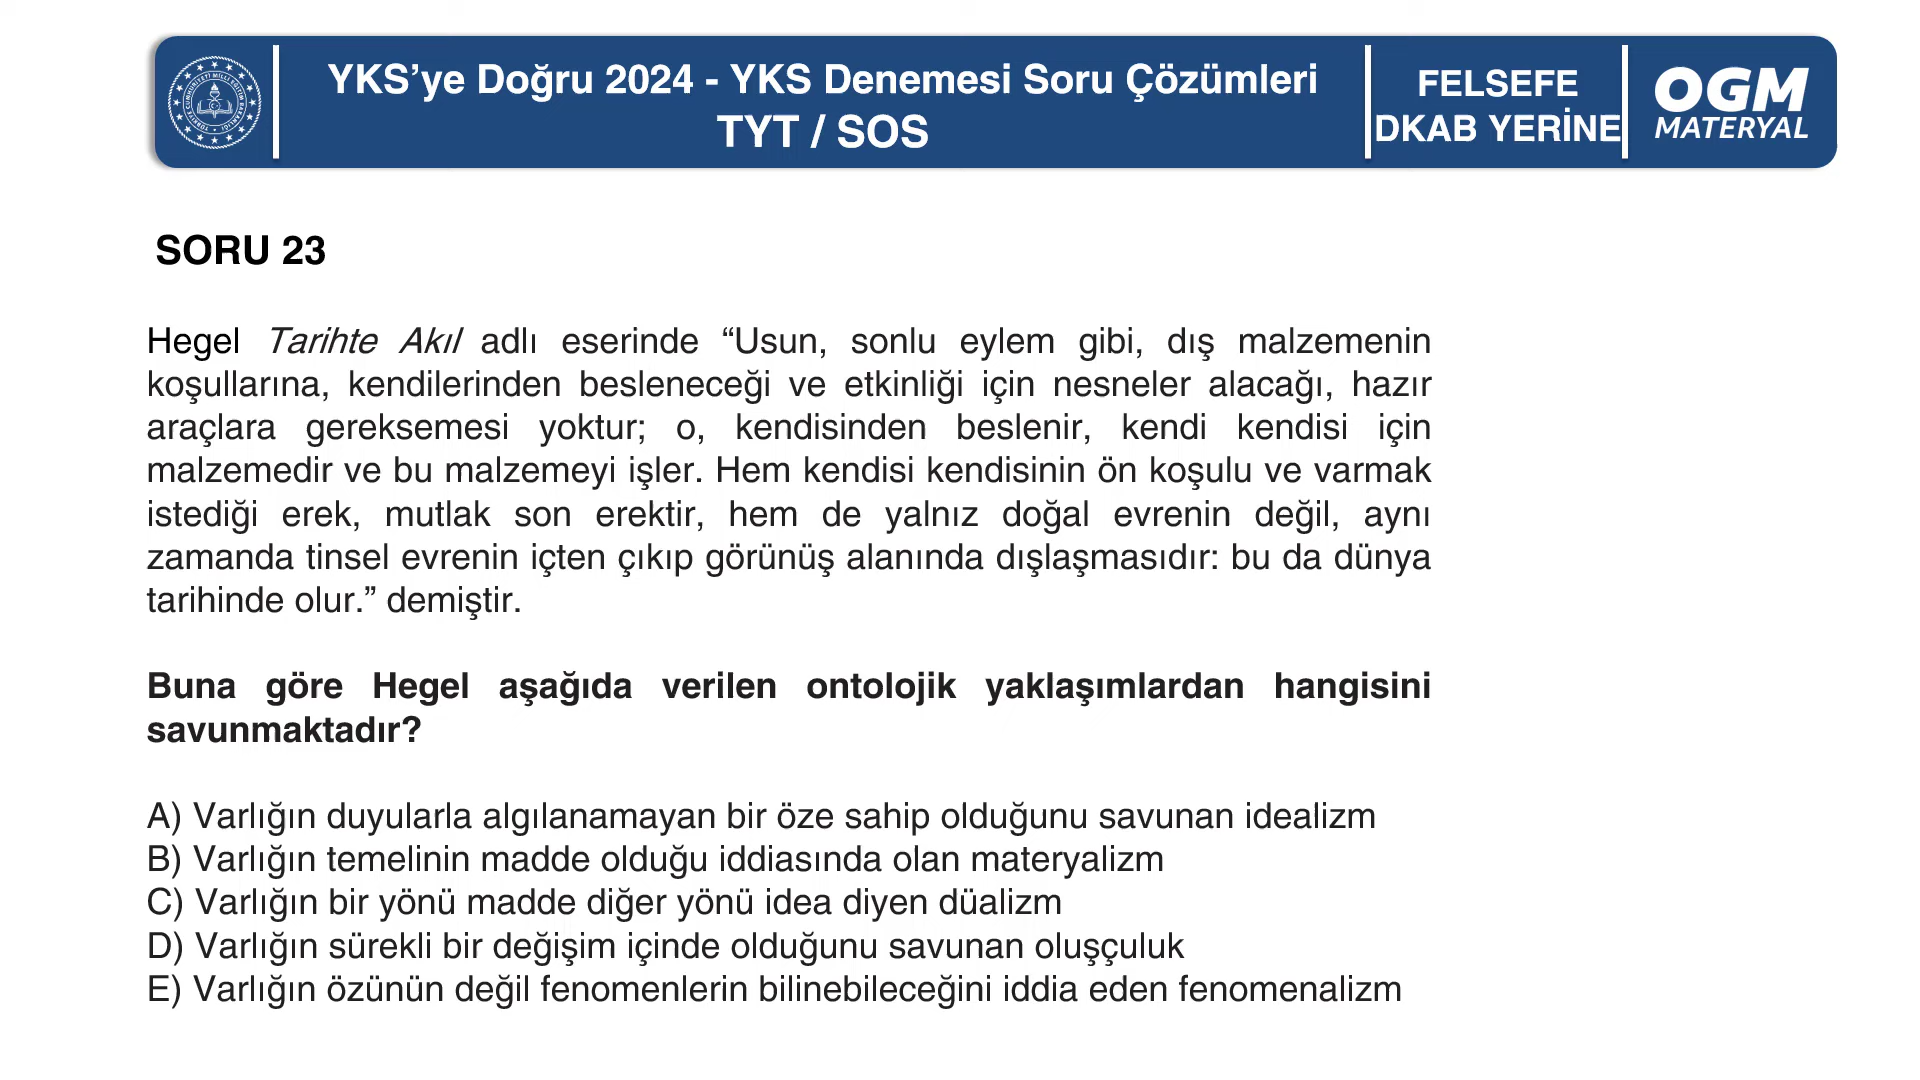 YKS’ye Doğru 2024 - YKS Denemesi Soru Çözümleri
TYT / SOS
FELSEFE
DKAB YERİNE
OGM
MATERYAL
SORU 23
Hegel Tarihte Akıl adlı eserinde “Usun, sonlu eylem gibi, dış malzemenin
koşullarına, kendilerinden besleneceği ve etkinliği için nesneler alacağı, hazır
araçlara gereksemesi yoktur; o, kendisinden beslenir, kendi kendisi için
malzemedir ve bu malzemeyi işler. Hem kendisi kendisinin ön koşulu ve varmak
istediği erek, mutlak son erektir, hem de yalnız doğal evrenin değil, aynı
zamanda tinsel evrenin içten çıkıp görünüş alanında dışlaşmasıdır: bu da dünya
tarihinde olur.” demiştir.
Buna göre Hegel aşağıda verilen ontolojik yaklaşımlardan hangisini
savunmaktadır?
A) Varlığın duyularla algılanamayan bir öze sahip olduğunu savunan idealizm
B) Varlığın temelinin madde olduğu iddiasında olan materyalizm
C) Varlığın bir yönü madde diğer yönü idea diyen düalizm
D) Varlığın sürekli bir değişim içinde olduğunu savunan oluşçuluk
E) Varlığın özünün değil fenomenlerin bilinebileceğini iddia eden fenomenalizm